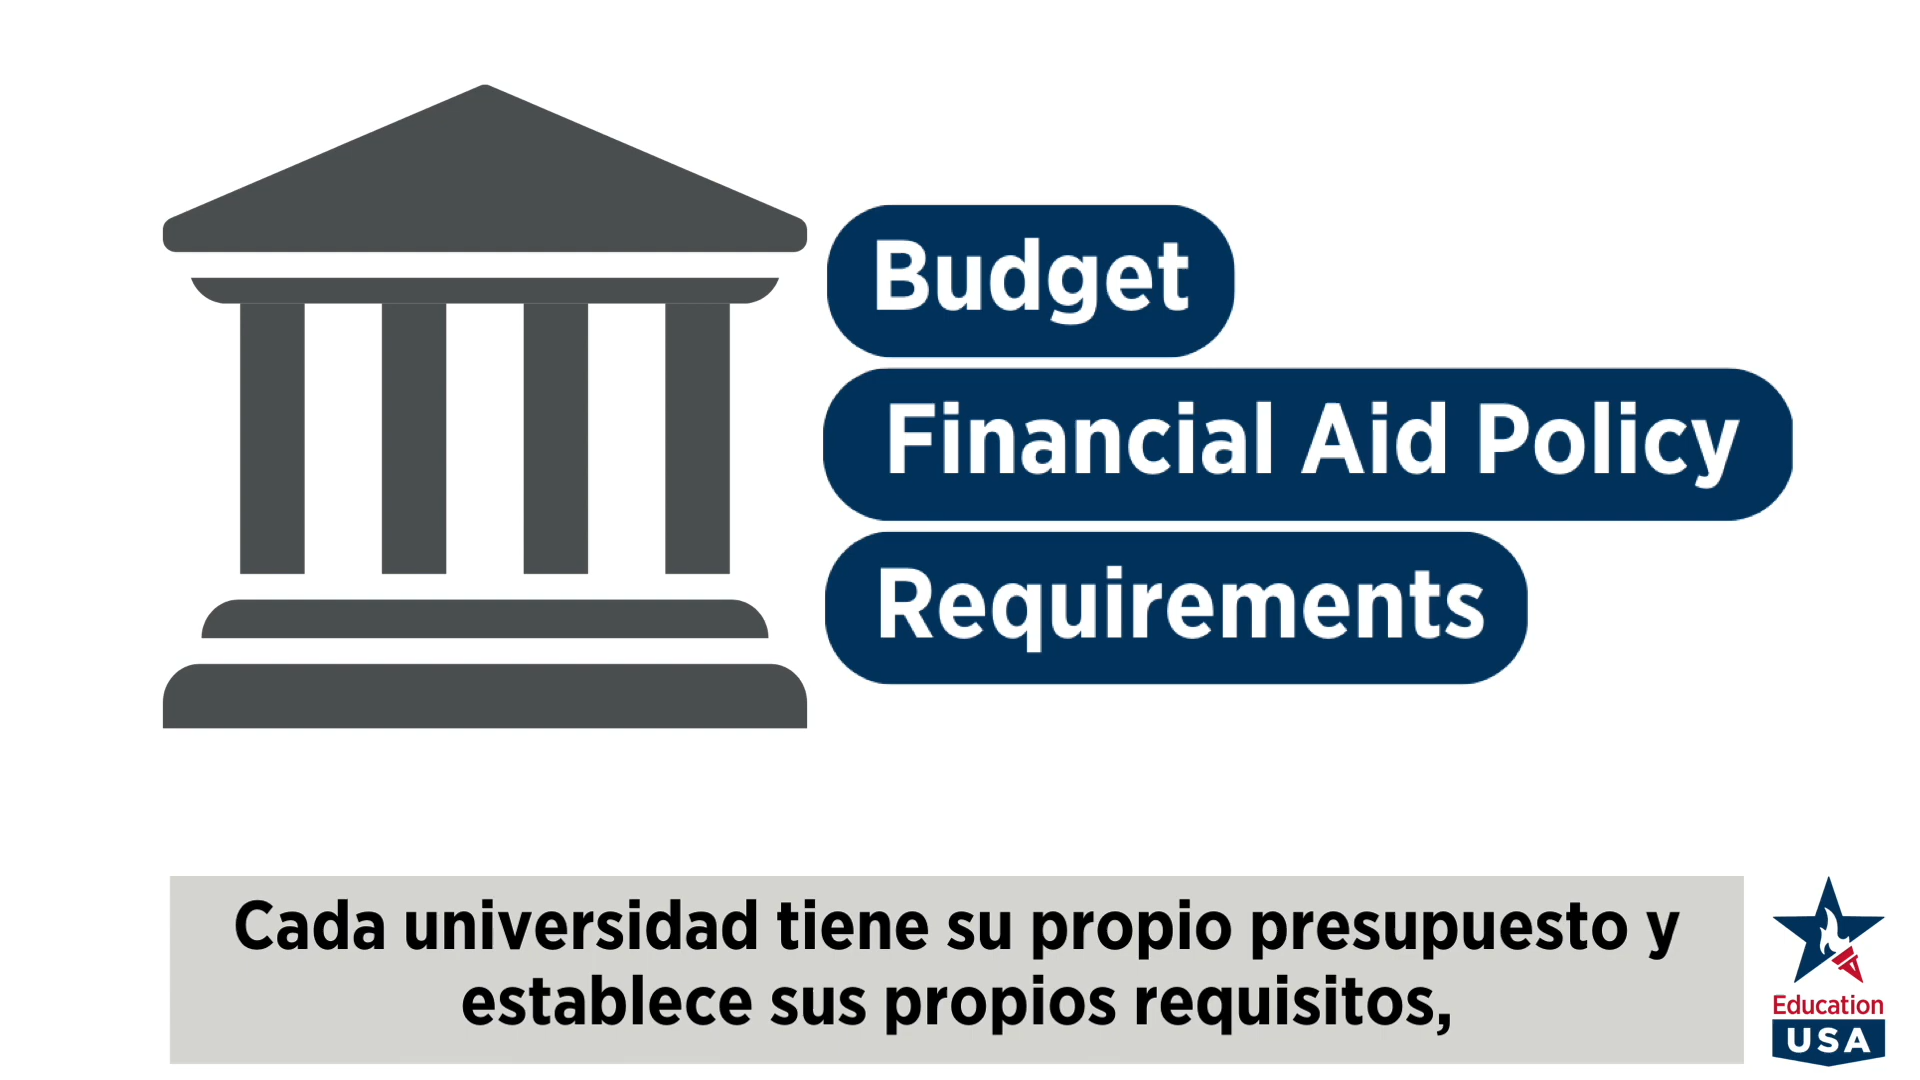 Budget
Financial Aid Policy
Requirements
Cada universidad tiene su propio presupuesto y
establece sus propios requisitos,
Education
USA